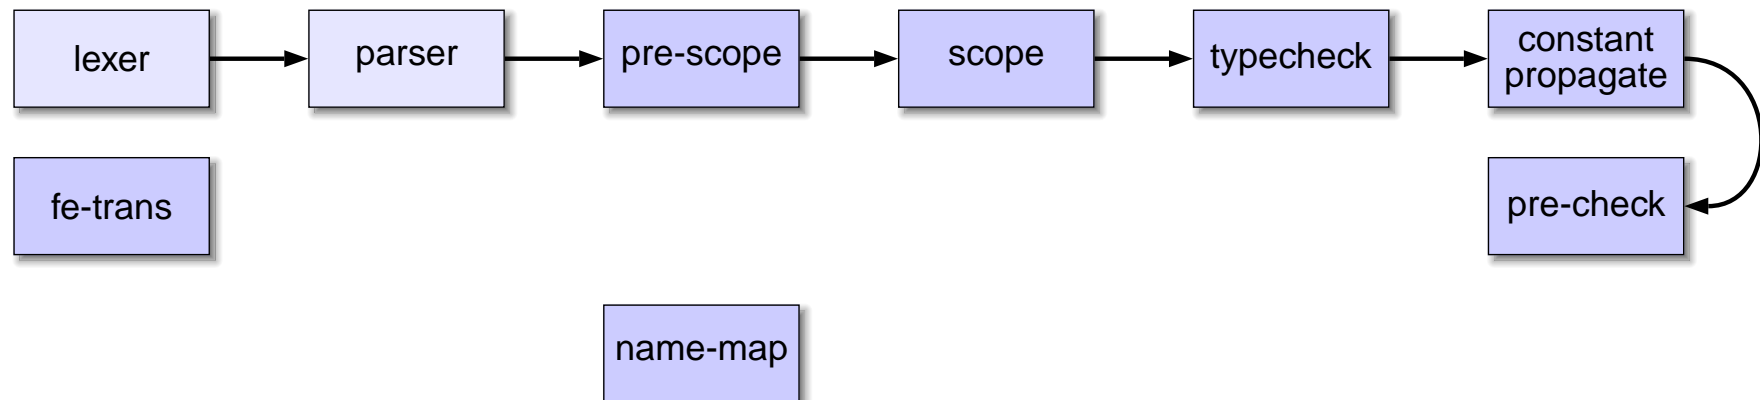 lexer
parser
pre-scope
scope
typecheck
constant
propagate
fe-trans
pre-check
name-map